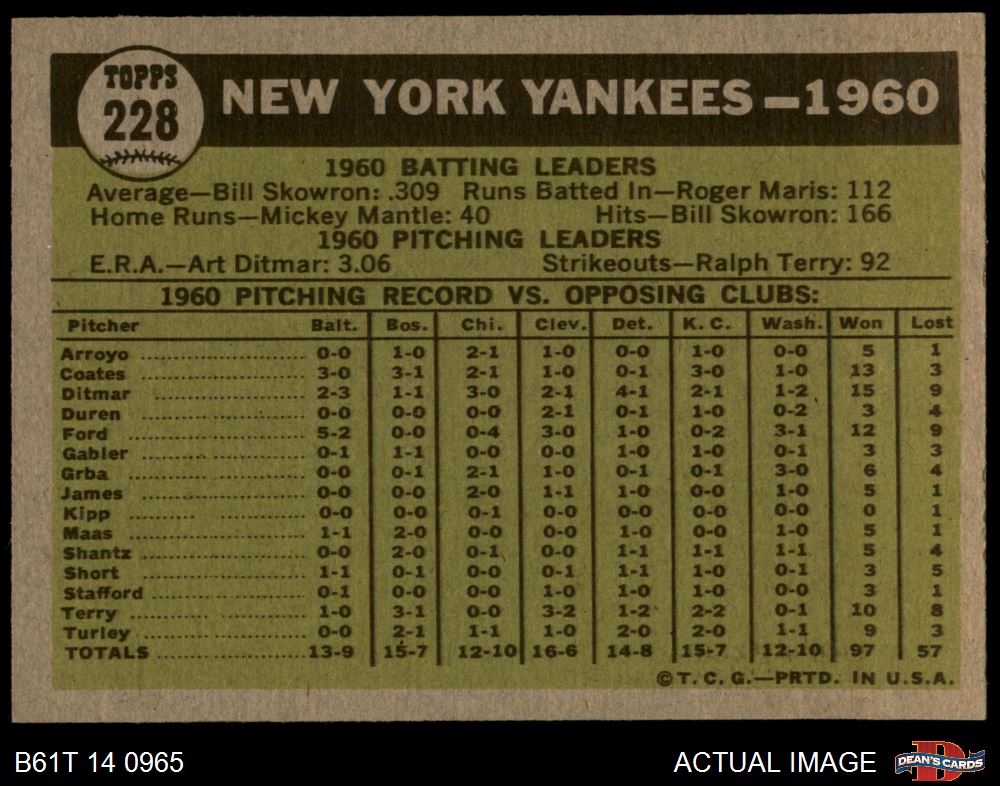 TOPPS
228
NEW YORK YANKEES—1960
1960 BATTING LEADERS
Average—Bill Skowron: .309 Runs Batted In—Roger Maris: 112
Home Runs—Mickey Mantle: 40 Hits—Bill Skowron: 166
1960 PITCHING LEADERS
E.R.A.—Art Ditmar: 3.06 Strikeouts—Ralph Terry: 92
1960 PITCHING RECORD VS. OPPOSING CLUBS:
Pitcher Balt. Bos. Chi. Clev. Det. K. C. Wash. Won Lost
Arroyo 0-0 1-0 2-1 1-0 0-0 1-0 0-0 5 1
Coates 3-0 3-1 2-1 1-0 0-1 3-0 1-0 13 3
Ditmar 2-3 1-1 3-0 2-1 4-1 2-1 1-2 15 9
Duren 0-0 0-0 0-0 2-1 0-1 1-0 0-2 3 4
Ford 5-2 0-0 0-4 3-0 1-0 0-2 3-1 12 9
Gabler 0-1 1-1 0-0 0-0 1-0 1-0 0-1 3 3
Grba 0-0 0-1 2-1 1-0 0-1 0-1 3-0 6 4
James 0-0 0-0 2-0 1-1 1-0 0-0 1-0 5 1
Kipp 0-0 0-0 0-1 0-0 0-0 0-0 0-0 0 1
Maas 1-1 2-0 0-0 0-0 1-0 0-0 1-0 5 1
Shantz 0-0 2-0 0-1 0-0 1-1 1-1 1-1 5 4
Short 1-1 0-1 0-0 0-1 1-1 1-0 0-1 3 5
Stafford 0-1 0-0 0-0 1-0 1-0 1-0 0-0 3 1
Terry 1-0 3-1 0-0 3-2 1-2 2-2 0-1 10 8
Turley 0-0 2-1 1-1 1-0 2-0 2-0 1-1 9 3
TOTALS 13-9 15-7 12-10 16-6 14-8 15-7 12-10 97 57
©T. C. G.—PRTD. IN U.S.A.
B61T 14 0965 ACTUAL IMAGE DEAN'S CARDS